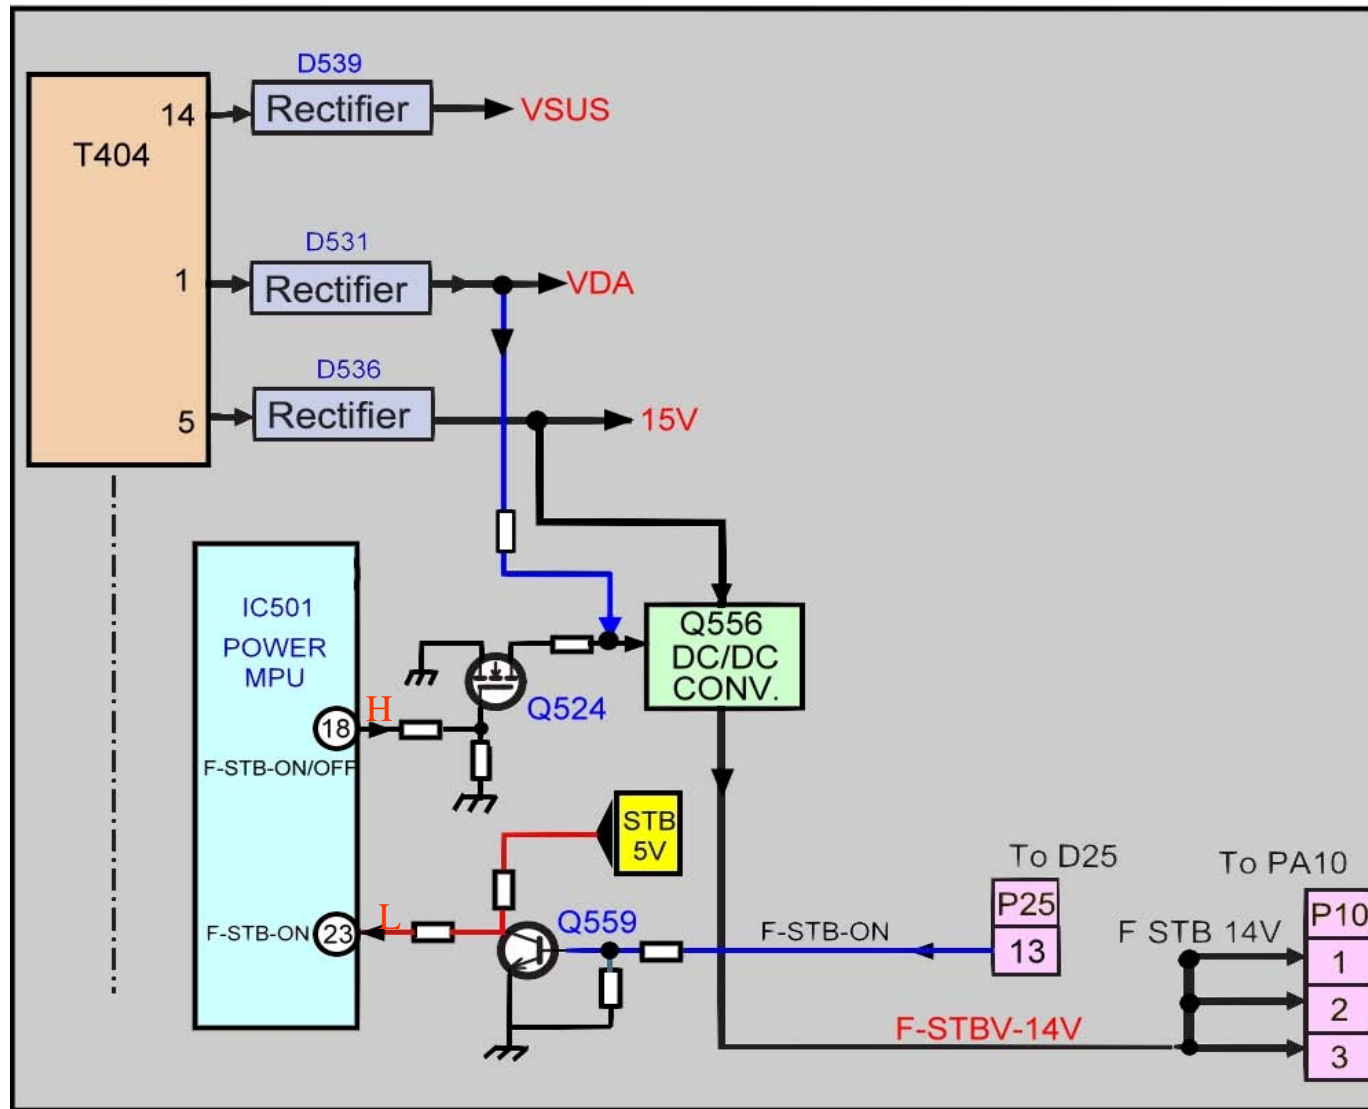 D539
14
Rectifier
VSUS
T404
D531
1
Rectifier
VDA
D536
5
Rectifier
15V
IC501
POWER
MPU
Q556
DC/DC
CONV.
Q524
H
18
F-STB-ON/OFF
STB
5V
To D25
To PA10
P25
13
P10
1
2
3
L
Q559
F-STB-ON
23
F-STB-ON
F STB 14V
F-STBV-14V